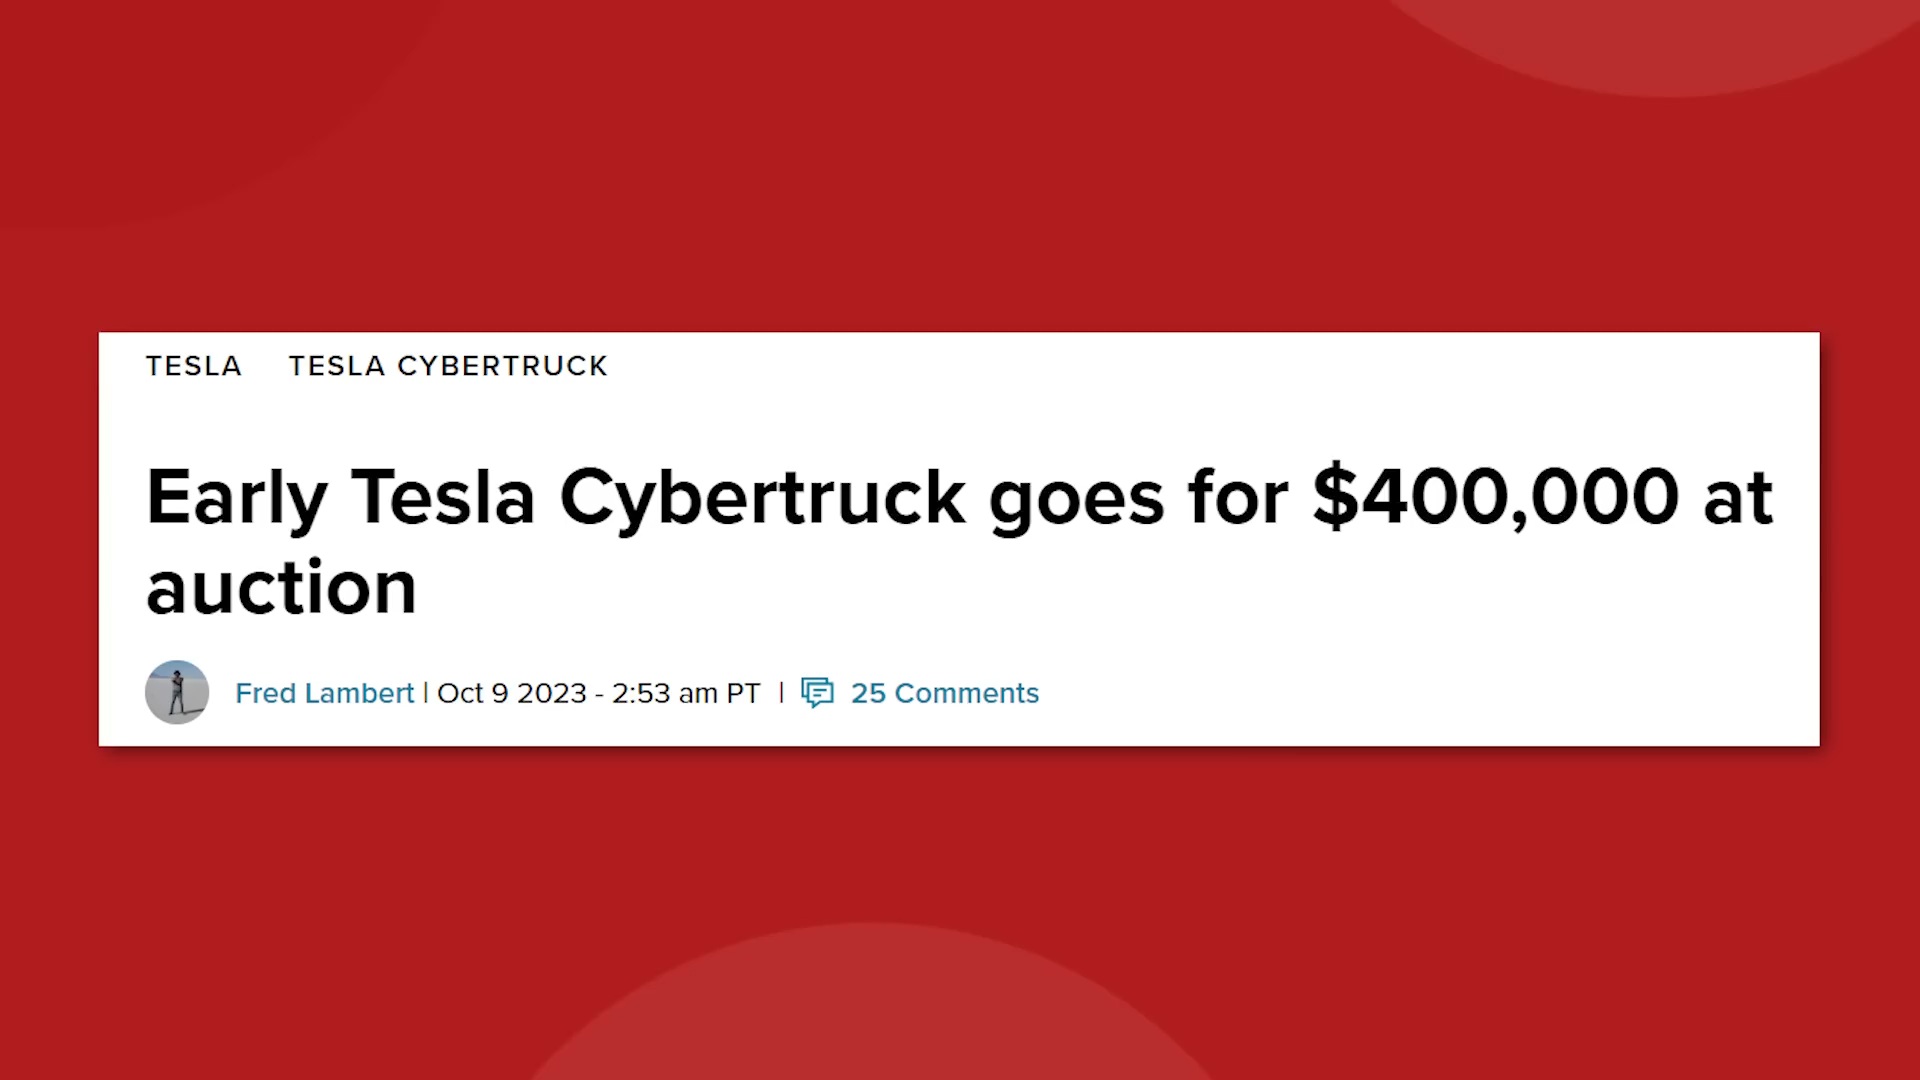 TESLA TESLA CYBERTRUCK
Early Tesla Cybertruck goes for $400,000 at
auction
Fred Lambert | Oct 9 2023 - 2:53 am PT | 25 Comments